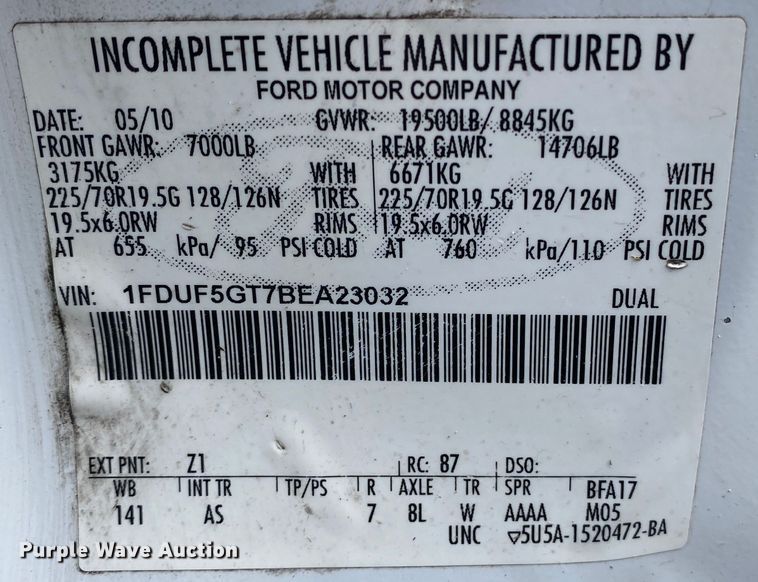 INCOMPLETE VEHICLE MANUFACTURED BY
FORD MOTOR COMPANY
DATE: 05/10 GVWR: 19500LB/ 8845KG
FRONT GAWR: 7000LB REAR GAWR: 14706LB
3175KG WITH 6671KG WITH
225/70R19.5G 128/126N TIRES 225/70R19.5G 128/126N TIRES
19.5x6.0RW RIMS 19.5x6.0RW RIMS
AT 655 kPa/ 95 PSI COLD AT 760 kPa/110 PSI COLD
VIN: 1FDUF5GT7BEA23032 DUAL
EXT PNT: Z1 RC: 87 DSO:
WB INT TR TP/PS R AXLE TR SPR BFA17
141 AS 7 8L W AAAA M05
UNC ▽5U5A-1520472-BA
Purple Wave Auction